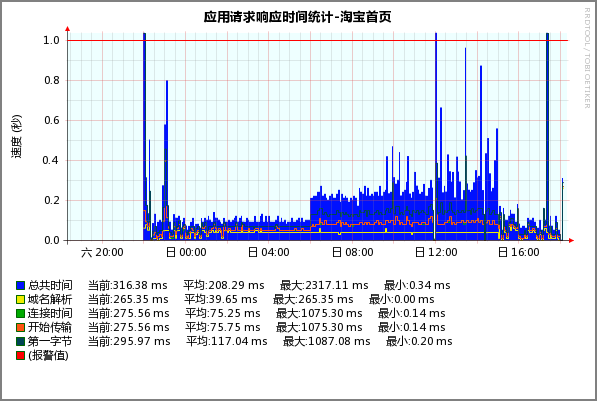 应用请求响应时间统计-淘宝首页
RRDTOOL / TOBI OETIKER
速度 (秒)
1.0
0.8
0.6
0.4
0.2
0.0
六 20:00 日 00:00 日 04:00 日 08:00 日 12:00 日 16:00
总共时间 当前:316.38 ms 平均:208.29 ms 最大:2317.11 ms 最小:0.34 ms
域名解析 当前:265.35 ms 平均:39.65 ms 最大:265.35 ms 最小:0.00 ms
连接时间 当前:275.56 ms 平均:75.25 ms 最大:1075.30 ms 最小:0.14 ms
开始传输 当前:275.56 ms 平均:75.75 ms 最大:1075.30 ms 最小:0.14 ms
第一字节 当前:295.97 ms 平均:117.04 ms 最大:1087.08 ms 最小:0.20 ms
(报警值)